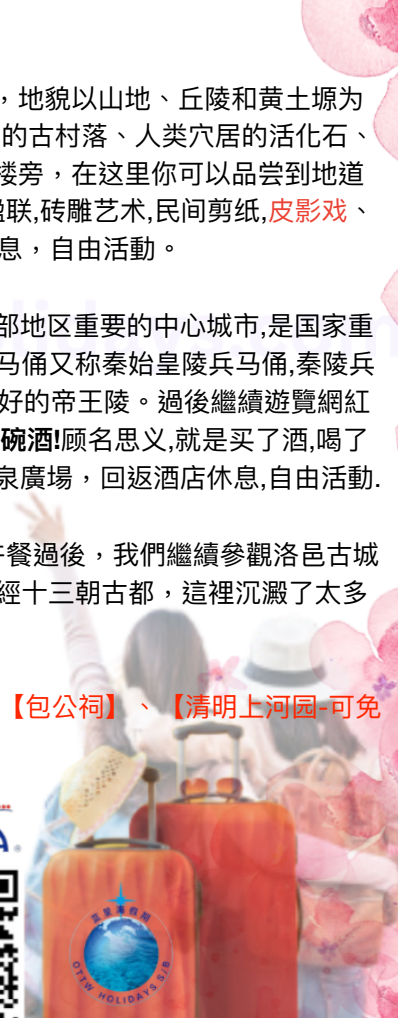 ，地貌以山地、丘陵和黄土塬为
的古村落、人类穴居的活化石、
楼旁，在这里你可以品尝到地道
联,砖雕艺术,民间剪纸,皮影戏、
息，自由活動。
部地区重要的中心城市,是国家重
马俑又称秦始皇陵兵马俑,秦陵兵
好的帝王陵。過後繼續遊覽網紅
碗酒!顾名思义,就是买了酒,喝了
泉廣場，回返酒店休息,自由活動.
餐過後，我們繼續參觀洛邑古城
經十三朝古都，這裡沉澱了太多
【包公祠】、【清明上河园-可免
OTTW HOLIDAYS S/B